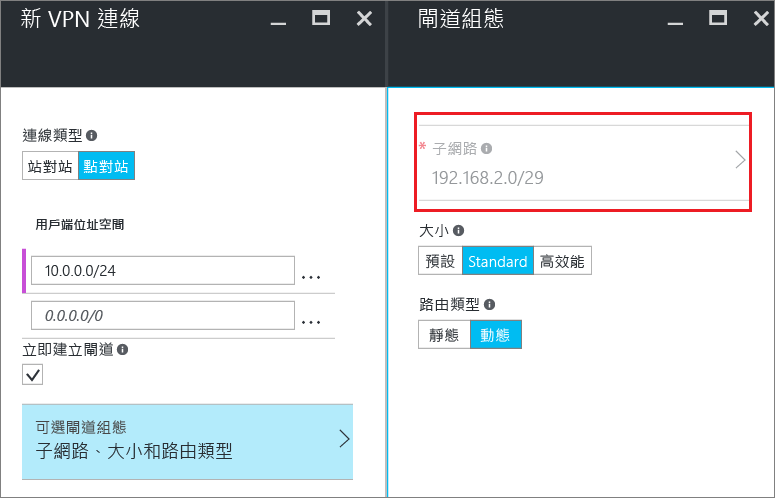 新 VPN 連線
連線類型
站對站 點對站
用戶端位址空間
10.0.0.0/24 ...
0.0.0.0/0 ...
立即建立閘道
可選閘道組態
子網路、大小和路由類型
閘道組態
* 子網路
192.168.2.0/29
大小
預設 Standard 高效能
路由類型
靜態 動態